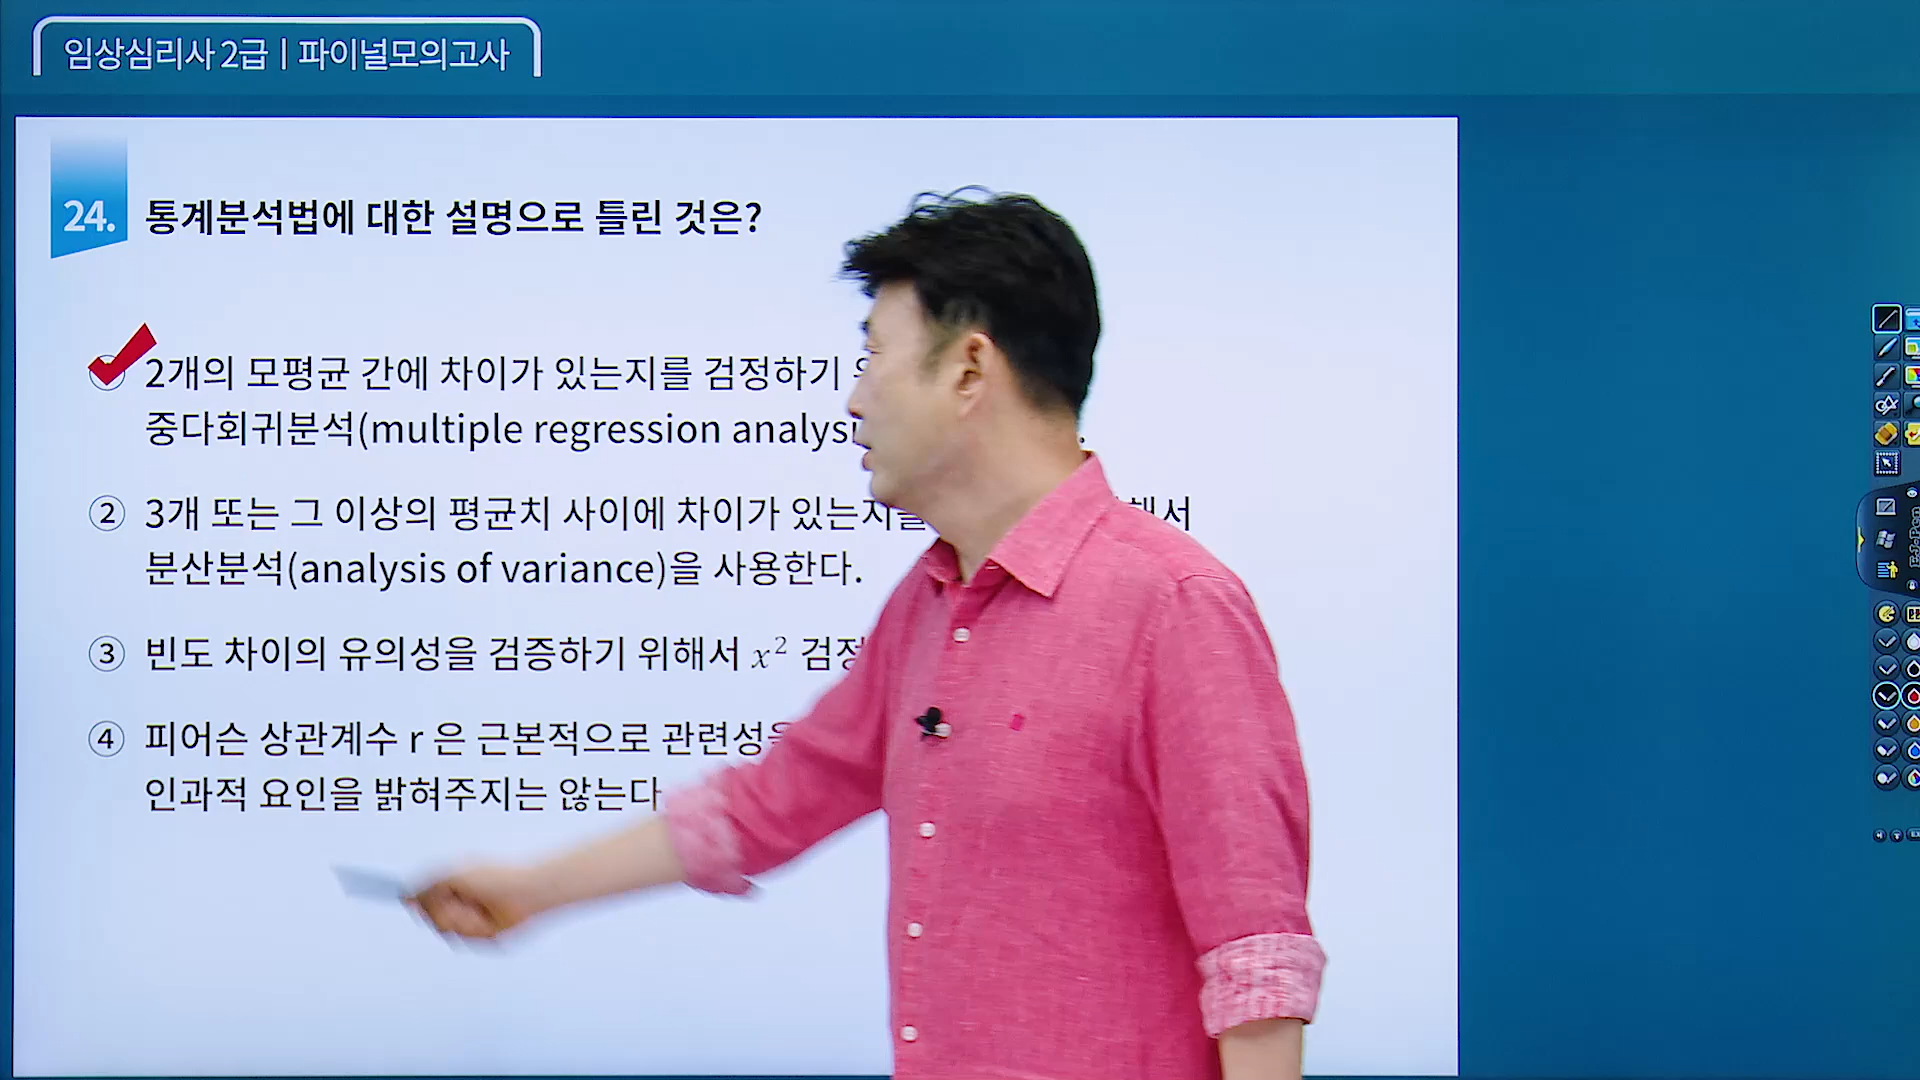 임상심리사 2급 | 파이널모의고사
24. 통계분석법에 대한 설명으로 틀린 것은?
2개의 모평균 간에 차이가 있는지를 검정하기
중다회귀분석(multiple regression
② 3개 또는 그 이상의 평균치 사이에 차이가 있는지를
분산분석(analysis of variance)을 사용한다.
③ 빈도 차이의 유의성을 검증하기 위해서 x² 검정
④ 피어슨 상관계수 r 은 근본적으로 관련성을
인과적 요인을 밝혀주지는 않는다